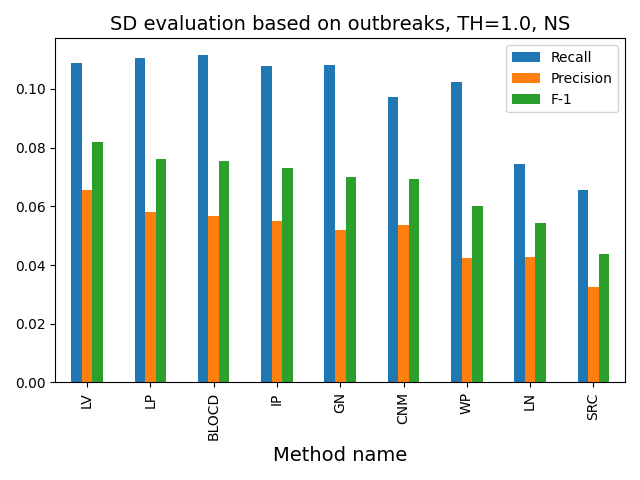 SD evaluation based on outbreaks, TH=1.0, NS
Recall
Precision
F-1
0.10
0.08
0.06
0.04
0.02
0.00
LV
LP
BLOCD
IP
GN
CNM
WP
LN
SRC
Method name